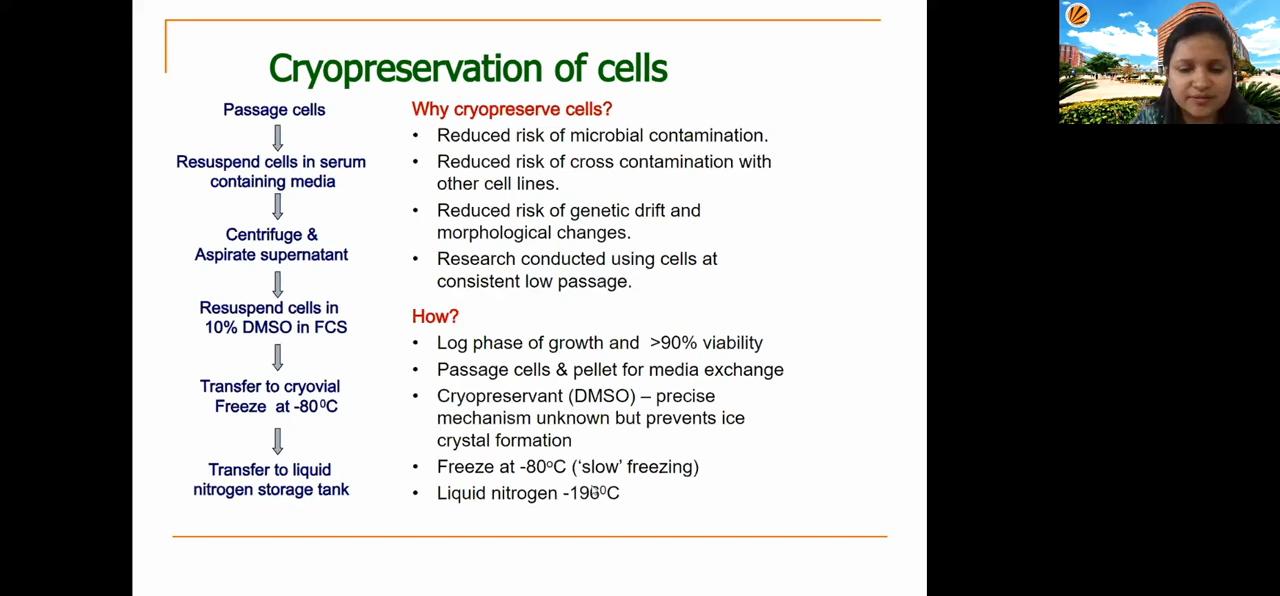 Cryopreservation of cells
Passage cells
Resuspend cells in serum
containing media
Centrifuge &
Aspirate supernatant
Resuspend cells in
10% DMSO in FCS
Transfer to cryovial
Freeze at -80⁰C
Transfer to liquid
nitrogen storage tank
Why cryopreserve cells?
• Reduced risk of microbial contamination.
• Reduced risk of cross contamination with
other cell lines.
• Reduced risk of genetic drift and
morphological changes.
• Research conducted using cells at
consistent low passage.
How?
• Log phase of growth and >90% viability
• Passage cells & pellet for media exchange
• Cryopreservant (DMSO) – precise
mechanism unknown but prevents ice
crystal formation
• Freeze at -80ºC (‘slow’ freezing)
• Liquid nitrogen -196⁰C